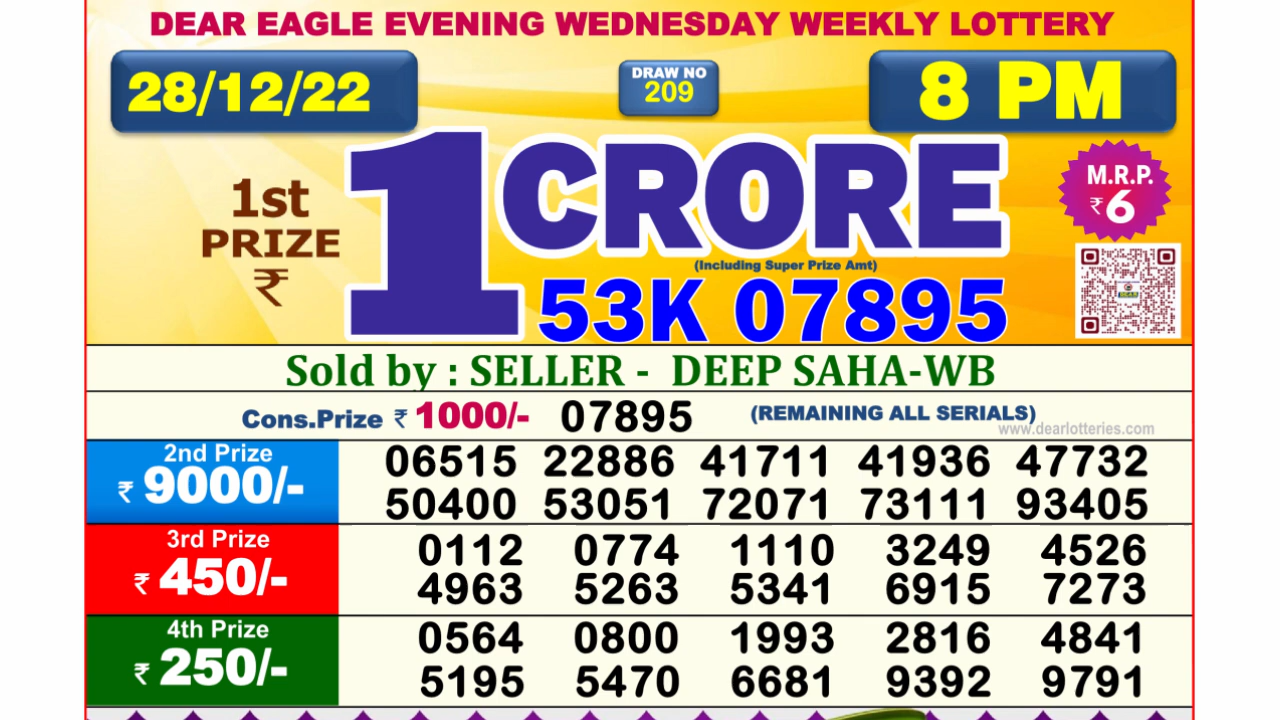 DEAR EAGLE EVENING WEDNESDAY WEEKLY LOTTERY
28/12/22
DRAW NO
209
8 PM
1st
PRIZE
₹
1 CRORE
(Including Super Prize Amt)
M.R.P.
₹6
53K 07895
Sold by : SELLER - DEEP SAHA-WB
Cons.Prize ₹ 1000/- 07895 (REMAINING ALL SERIALS)
www.dearlotteries.com
2nd Prize
₹ 9000/-
06515 22886 41711 41936 47732
50400 53051 72071 73111 93405
3rd Prize
₹ 450/-
0112 0774 1110 3249 4526
4963 5263 5341 6915 7273
4th Prize
₹ 250/-
0564 0800 1993 2816 4841
5195 5470 6681 9392 9791